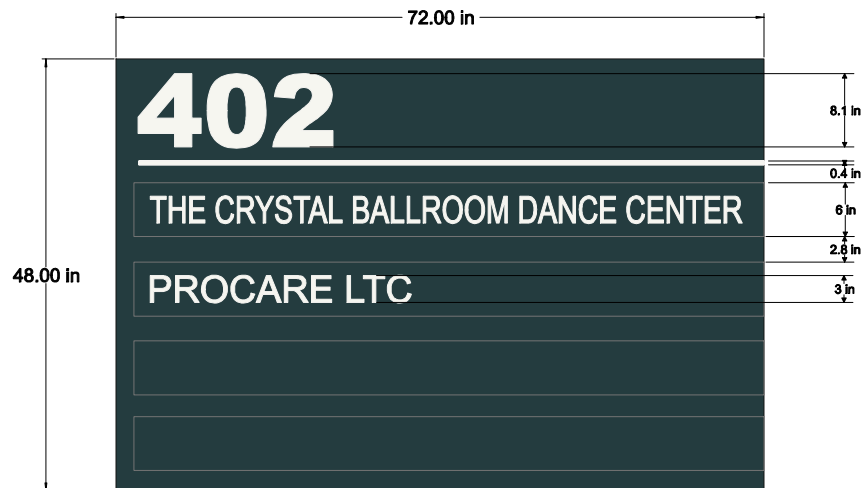 72.00 in
402
8.1 in
0.4 in
THE CRYSTAL BALLROOM DANCE CENTER
6 in
2.8 in
48.00 in
PROCARE LTC
3 in